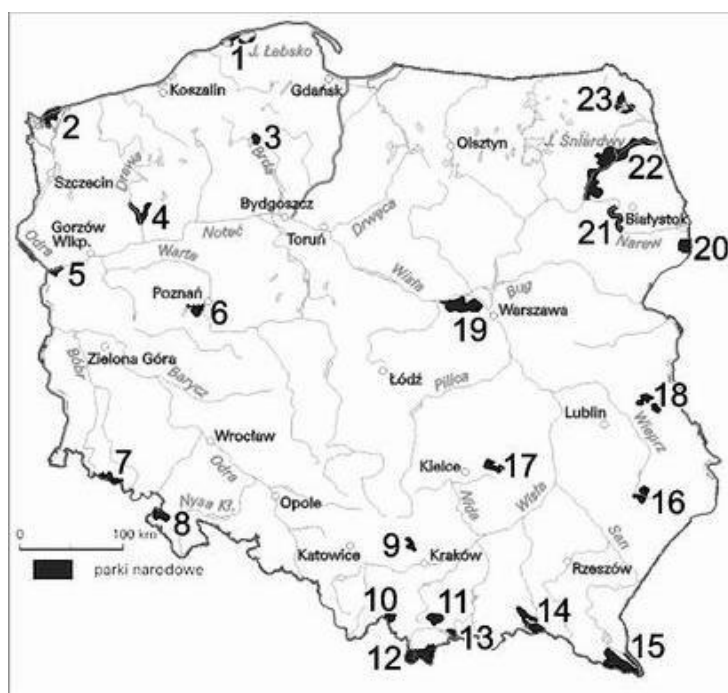 1
J. Łebsko
Koszalin
Gdańsk
2
23
3
J. Śniardwy
Olsztyn
22
Szczecin
Drawa
Brda
4
Bydgoszcz
Drwęca
21
Białystok
Gorzów
Wlkp.
Noteć
Toruń
Narew
20
Odra
Warta
5
Wisła
Bug
Poznań
6
19
Warszawa
Zielona Góra
Bóbr
Barycz
Łódź
Pilica
18
Lublin
Wieprz
Wrocław
7
Odra
Kielce
17
16
Nysa Kł.
Opole
Nida
Wisła
8
San
0
100 km
Katowice
9
Kraków
Rzeszów
parki narodowe
10
11
14
13
12
15